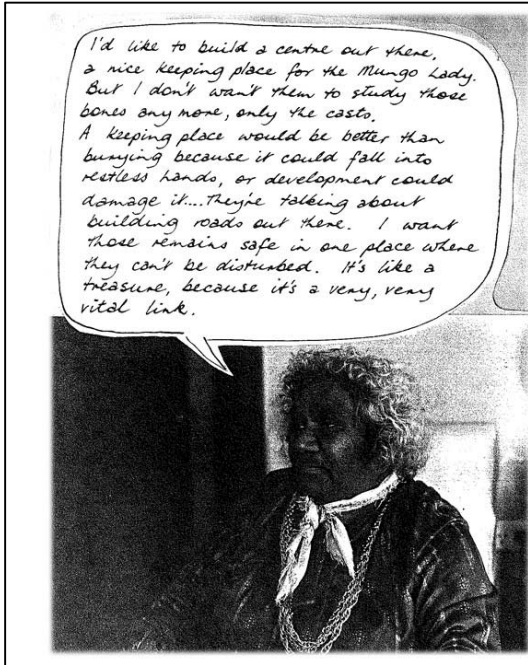 I'd like to build a centre out there,
a nice keeping place for the Mungo Lady.
But I don't want them to study those
bones any more, only the casts.
A keeping place would be better than
burying because it could fall into
restless hands, or development could
damage it....They're talking about
building roads out there. I want
those remains safe in one place where
they can't be disturbed. It's like a
treasure, because it's a very, very
vital link.